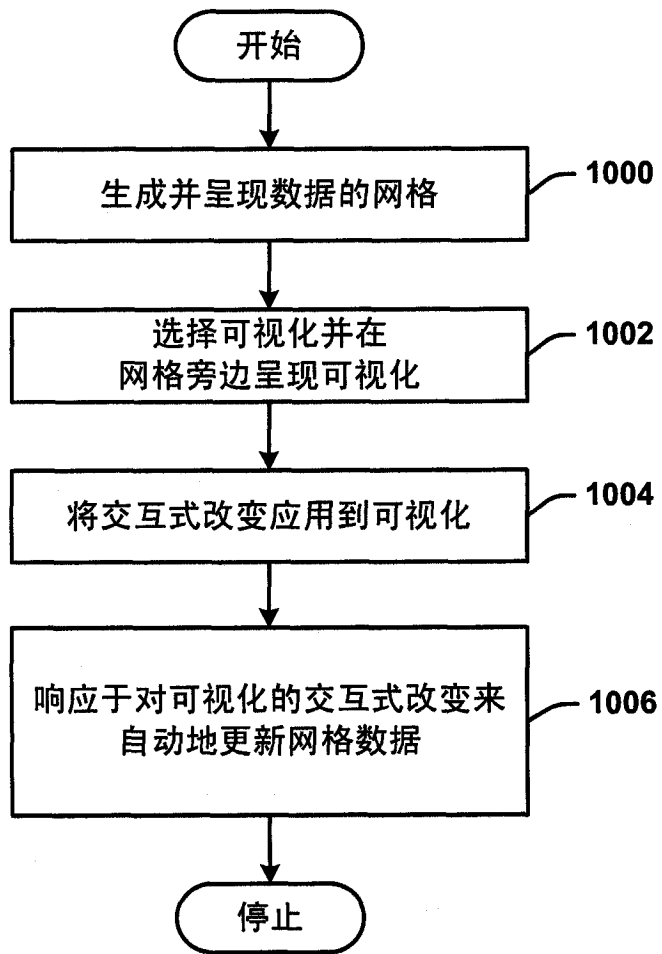 开始
生成并呈现数据的网格
1000
选择可视化并在
网格旁边呈现可视化
1002
将交互式改变应用到可视化
1004
响应于对可视化的交互式改变来
自动地更新网格数据
1006
停止